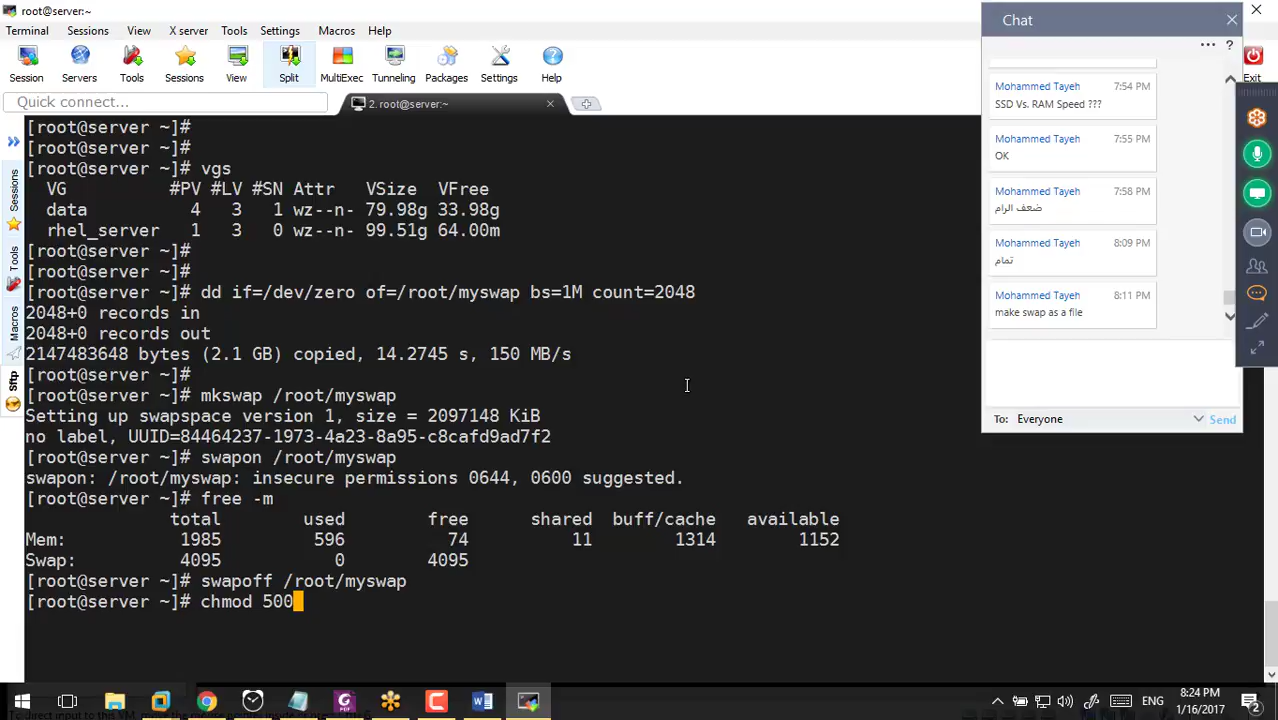 root@server:~
Terminal Sessions View X server Tools Settings Macros Help
Session Servers Tools Sessions View Split MultiExec Tunneling Packages Settings Help
Quick connect...
2. root@server:~
Sessions
Tools
Macros
Sftp
[root@server ~]#
[root@server ~]#
[root@server ~]# vgs
VG #PV #LV #SN Attr VSize VFree
data 4 3 1 wz--n- 79.98g 33.98g
rhel_server 1 3 0 wz--n- 99.51g 64.00m
[root@server ~]#
[root@server ~]#
[root@server ~]# dd if=/dev/zero of=/root/myswap bs=1M count=2048
2048+0 records in
2048+0 records out
2147483648 bytes (2.1 GB) copied, 14.2745 s, 150 MB/s
[root@server ~]#
[root@server ~]# mkswap /root/myswap
Setting up swapspace version 1, size = 2097148 KiB
no label, UUID=84464237-1973-4a23-8a95-c8cafd9ad7f2
[root@server ~]# swapon /root/myswap
swapon: /root/myswap: insecure permissions 0644, 0600 suggested.
[root@server ~]# free -m
total used free shared buff/cache available
Mem: 1985 596 74 11 1314 1152
Swap: 4095 0 4095
[root@server ~]# swapoff /root/myswap
[root@server ~]# chmod 500
Chat
Mohammed Tayeh 7:54 PM
SSD Vs. RAM Speed ???
Mohammed Tayeh 7:55 PM
OK
Mohammed Tayeh 7:58 PM
ضعف الرام
Mohammed Tayeh 8:09 PM
تمام
Mohammed Tayeh 8:11 PM
make swap as a file
To: Everyone Send
Exit
ENG
8:24 PM
1/16/2017
2